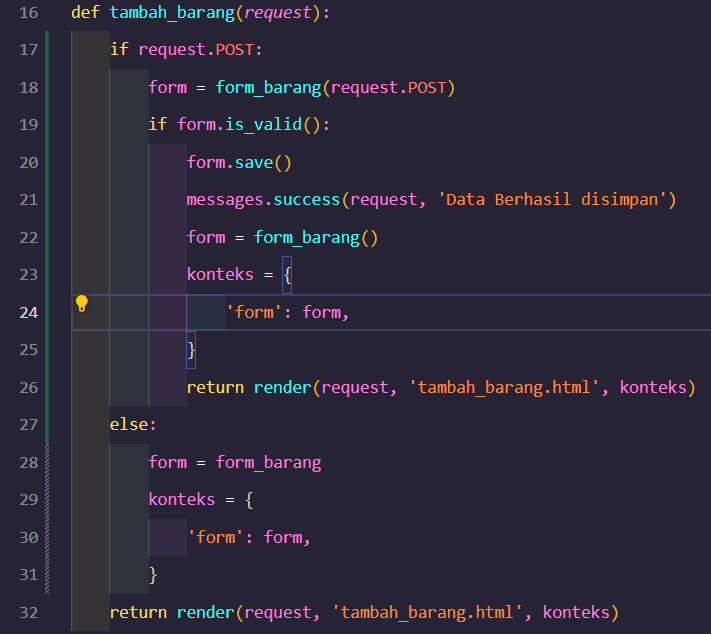 16 def tambah_barang(request):
17     if request.POST:
18         form = form_barang(request.POST)
19         if form.is_valid():
20             form.save()
21             messages.success(request, 'Data Berhasil disimpan')
22             form = form_barang()
23             konteks = {
24                 'form': form,
25             }
26             return render(request, 'tambah_barang.html', konteks)
27     else:
28         form = form_barang
29         konteks = {
30             'form': form,
31         }
32     return render(request, 'tambah_barang.html', konteks)